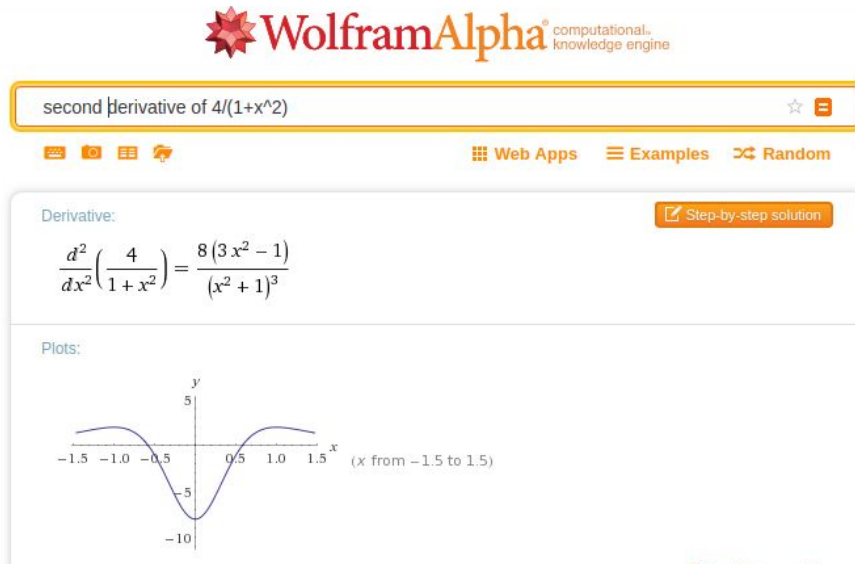 WolframAlpha computational knowledge engine
second derivative of 4/(1+x^2)
Web Apps Examples Random
Derivative:
Step-by-step solution
d²/dx² (4/(1 + x²)) = 8 (3 x² − 1)/(x² + 1)³
Plots:
y
5
x
−1.5 −1.0 −0.5 0.5 1.0 1.5
(x from −1.5 to 1.5)
−5
−10